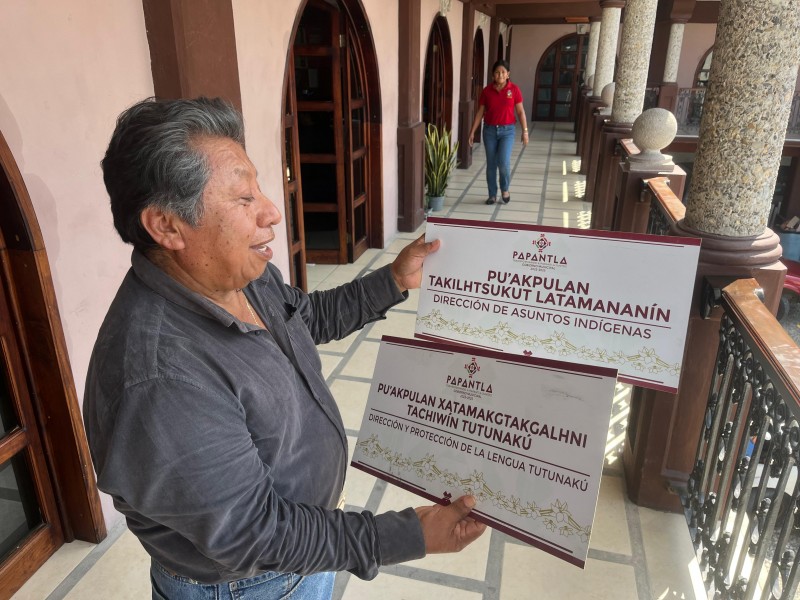 PAPANTLA
PU'AKPULAN
TAKILHTSUKUT LATAMANANÍN
DIRECCIÓN DE ASUNTOS INDÍGENAS
PAPANTLA
PU'AKPULAN XATAMAKGTAKGALHNI
TACHIWÍN TUTUNAKÚ
DIRECCIÓN Y PROTECCIÓN DE LA LENGUA TUTUNAKÚ